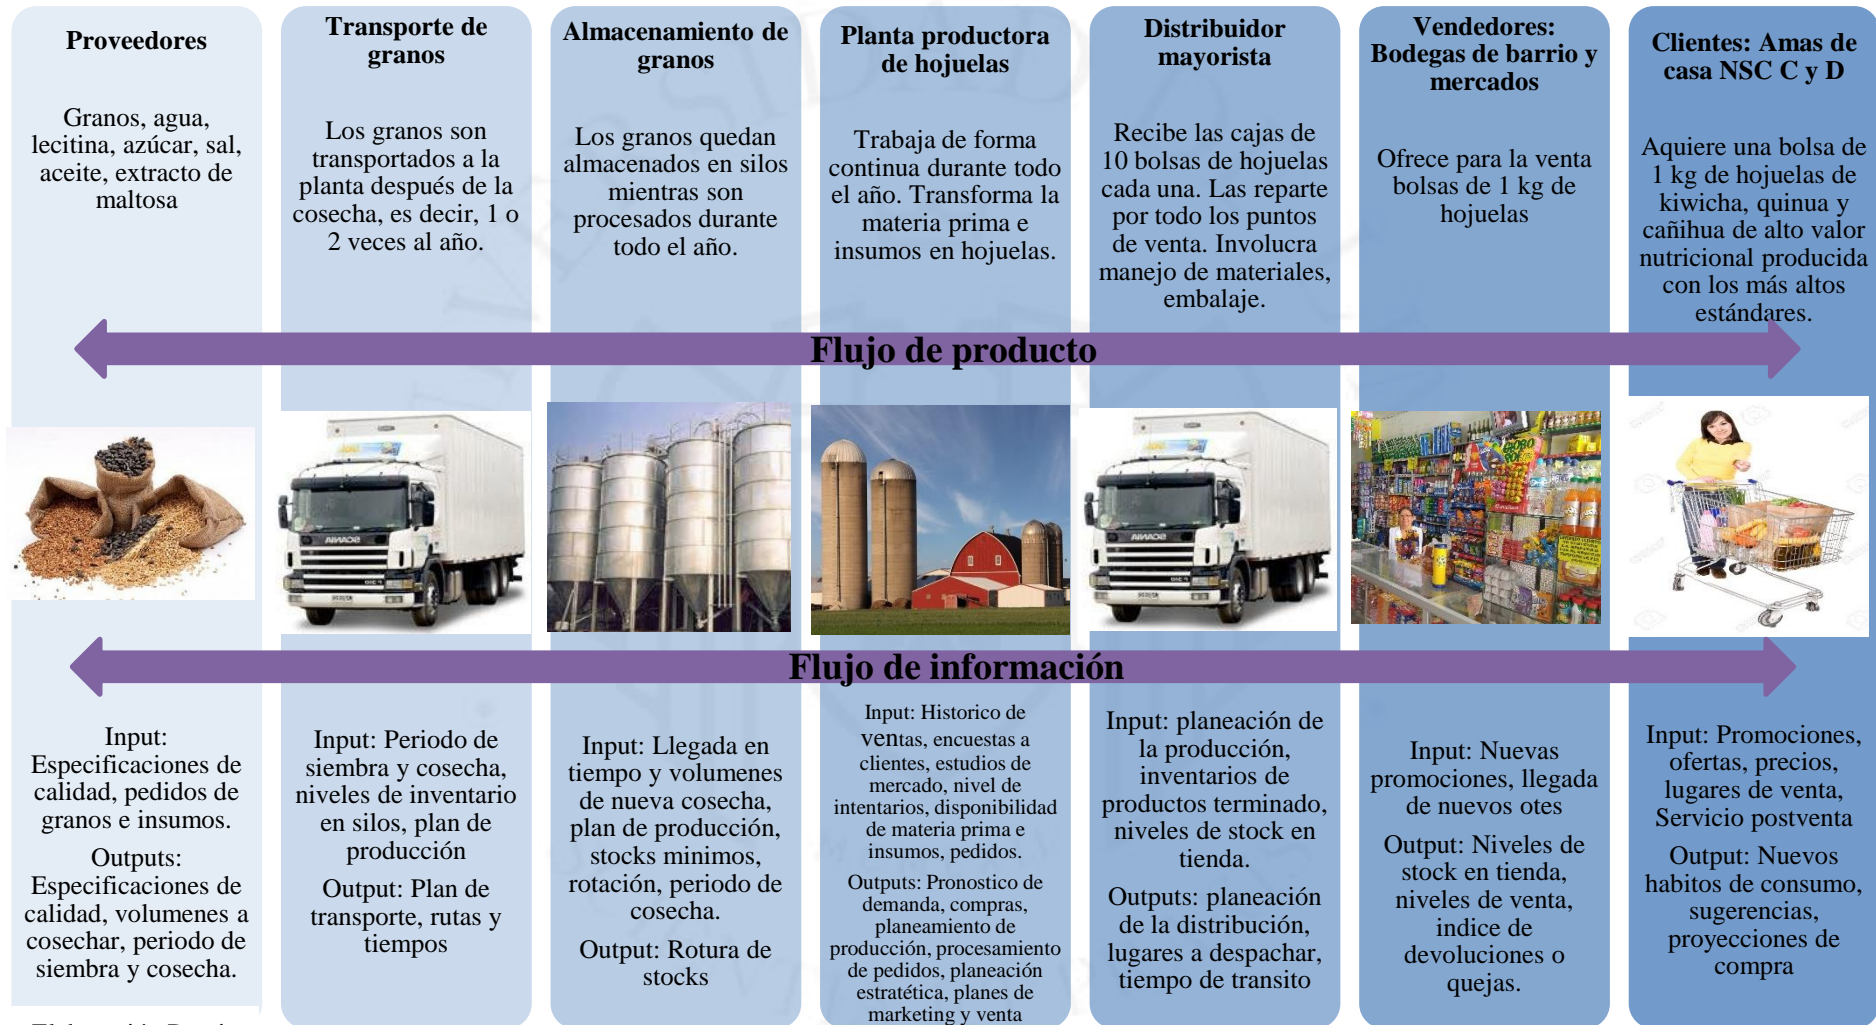 Proveedores
Granos, agua,
lecitina, azúcar, sal,
aceite, extracto de
maltosa
Transporte de
granos
Los granos son
transportados a la
planta después de la
cosecha, es decir, 1 o
2 veces al año.
Almacenamiento de
granos
Los granos quedan
almacenados en silos
mientras son
procesados durante
todo el año.
Planta productora
de hojuelas
Trabaja de forma
continua durante todo
el año. Transforma la
materia prima e
insumos en hojuelas.
Distribuidor
mayorista
Recibe las cajas de
10 bolsas de hojuelas
cada una. Las reparte
por todo los puntos
de venta. Involucra
manejo de materiales,
embalaje.
Vendedores:
Bodegas de barrio y
mercados
Ofrece para la venta
bolsas de 1 kg de
hojuelas
Clientes: Amas de
casa NSC C y D
Aquiere una bolsa de
1 kg de hojuelas de
kiwicha, quinua y
cañihua de alto valor
nutricional producida
con los más altos
estándares.
Flujo de producto
Flujo de información
Input:
Especificaciones de
calidad, pedidos de
granos e insumos.
Outputs:
Especificaciones de
calidad, volumenes a
cosechar, periodo de
siembra y cosecha.
Input: Periodo de
siembra y cosecha,
niveles de inventario
en silos, plan de
producción
Output: Plan de
transporte, rutas y
tiempos
Input: Llegada en
tiempo y volumenes
de nueva cosecha,
plan de producción,
stocks minimos,
rotación, periodo de
cosecha.
Output: Rotura de
stocks
Input: Historico de
ventas, encuestas a
clientes, estudios de
mercado, nivel de
intentarios, disponibilidad
de materia prima e
insumos, pedidos.
Outputs: Pronostico de
demanda, compras,
planeamiento de
producción, procesamiento
de pedidos, planeación
estratética, planes de
marketing y venta
Input: planeación de
la producción,
inventarios de
productos terminado,
niveles de stock en
tienda.
Outputs: planeación
de la distribución,
lugares a despachar,
tiempo de transito
Input: Nuevas
promociones, llegada
de nuevos otes
Output: Niveles de
stock en tienda,
niveles de venta,
indice de
devoluciones o
quejas.
Input: Promociones,
ofertas, precios,
lugares de venta,
Servicio postventa
Output: Nuevos
habitos de consumo,
sugerencias,
proyecciones de
compra